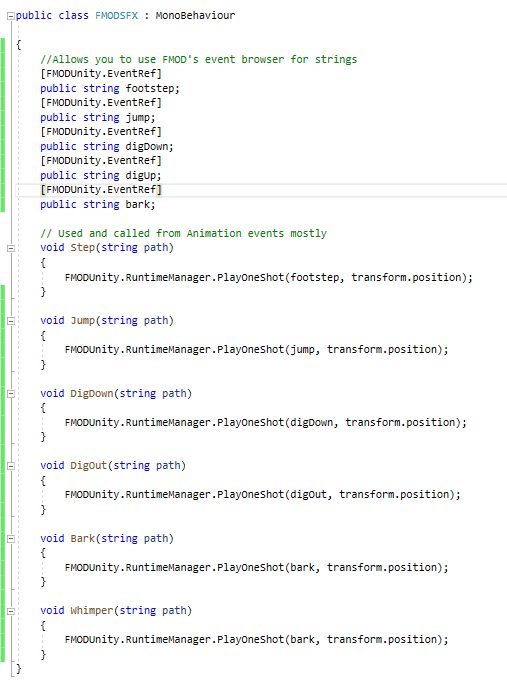 public class FMODSFX : MonoBehaviour
{
//Allows you to use FMOD's event browser for strings
[FMODUnity.EventRef]
public string footstep;
[FMODUnity.EventRef]
public string jump;
[FMODUnity.EventRef]
public string digDown;
[FMODUnity.EventRef]
public string digUp;
[FMODUnity.EventRef]
public string bark;
// Used and called from Animation events mostly
void Step(string path)
{
FMODUnity.RuntimeManager.PlayOneShot(footstep, transform.position);
}
void Jump(string path)
{
FMODUnity.RuntimeManager.PlayOneShot(jump, transform.position);
}
void DigDown(string path)
{
FMODUnity.RuntimeManager.PlayOneShot(digDown, transform.position);
}
void DigOut(string path)
{
FMODUnity.RuntimeManager.PlayOneShot(digOut, transform.position);
}
void Bark(string path)
{
FMODUnity.RuntimeManager.PlayOneShot(bark, transform.position);
}
void Whimper(string path)
{
FMODUnity.RuntimeManager.PlayOneShot(bark, transform.position);
}
}